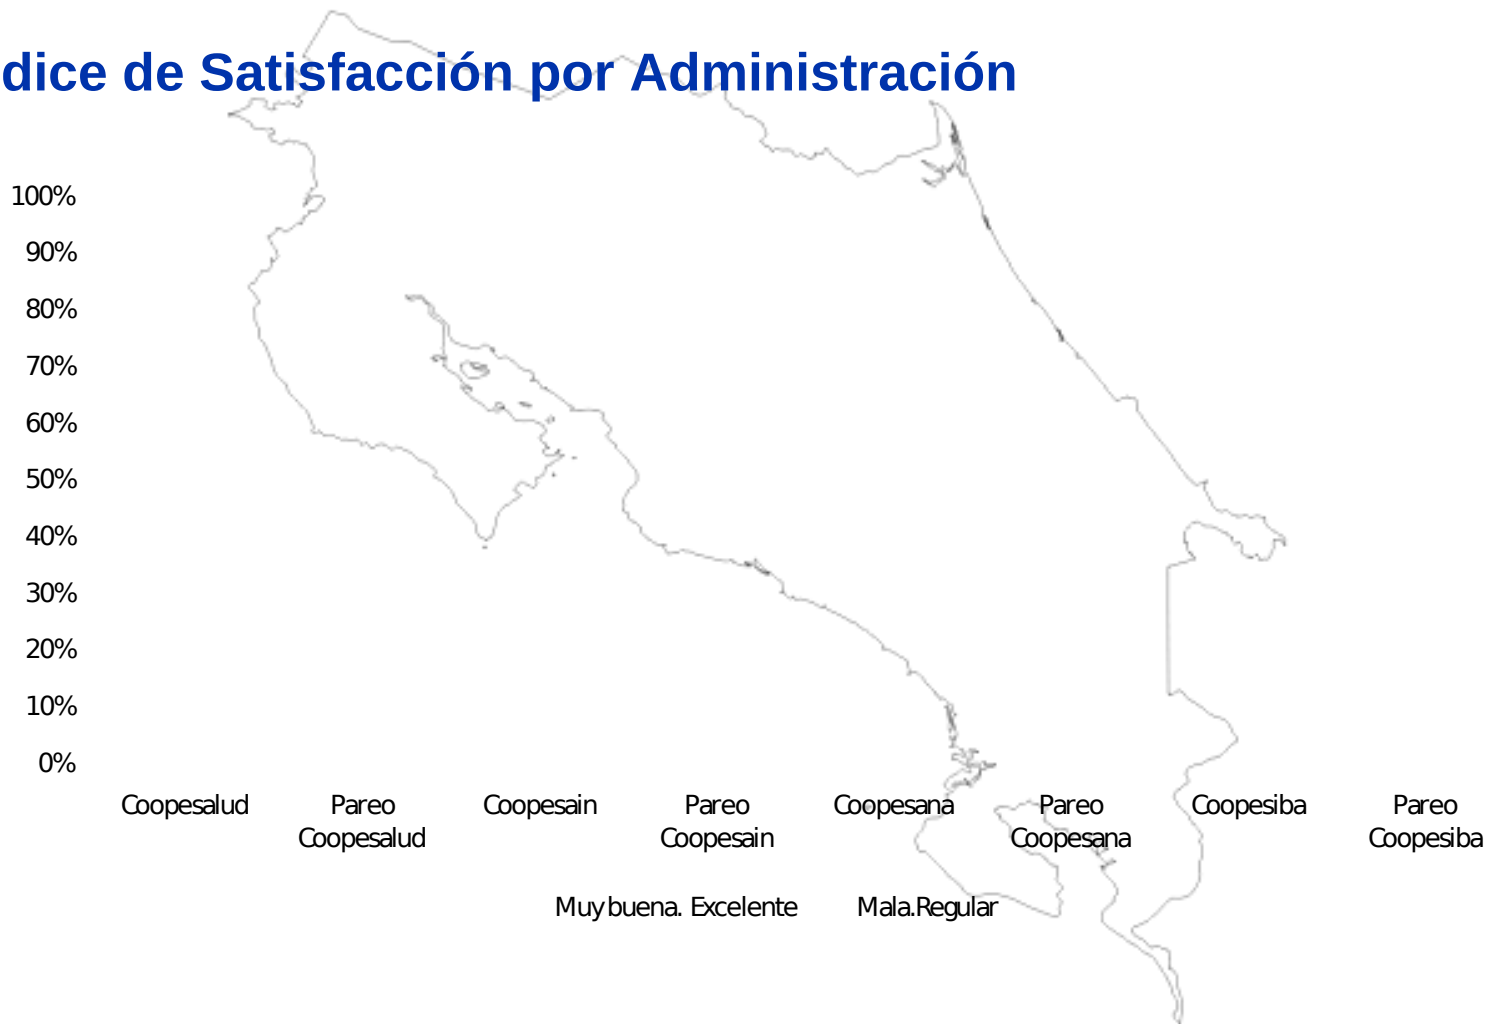 dice de Satisfacción por Administración
100%
90%
80%
70%
60%
50%
40%
30%
20%
10%
0%
Coopesalud
Pareo
Coopesalud
Coopesain
Pareo
Coopesain
Coopesana
Pareo
Coopesana
Coopesiba
Pareo
Coopesiba
Muy buena. Excelente
Mala.Regular